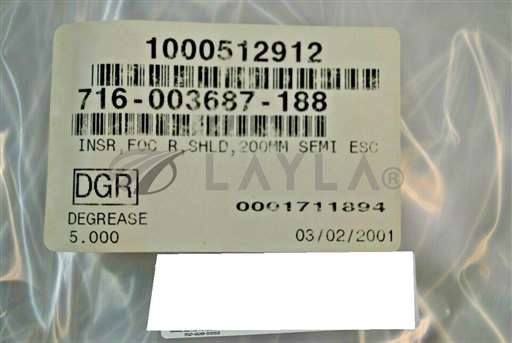 1000512912
716-003687-188
INSR,FOC R,SHLD,200MM SEMI ESC
LAYLA®
DGR
0001711894
DEGREASE
5.000
03/02/2001